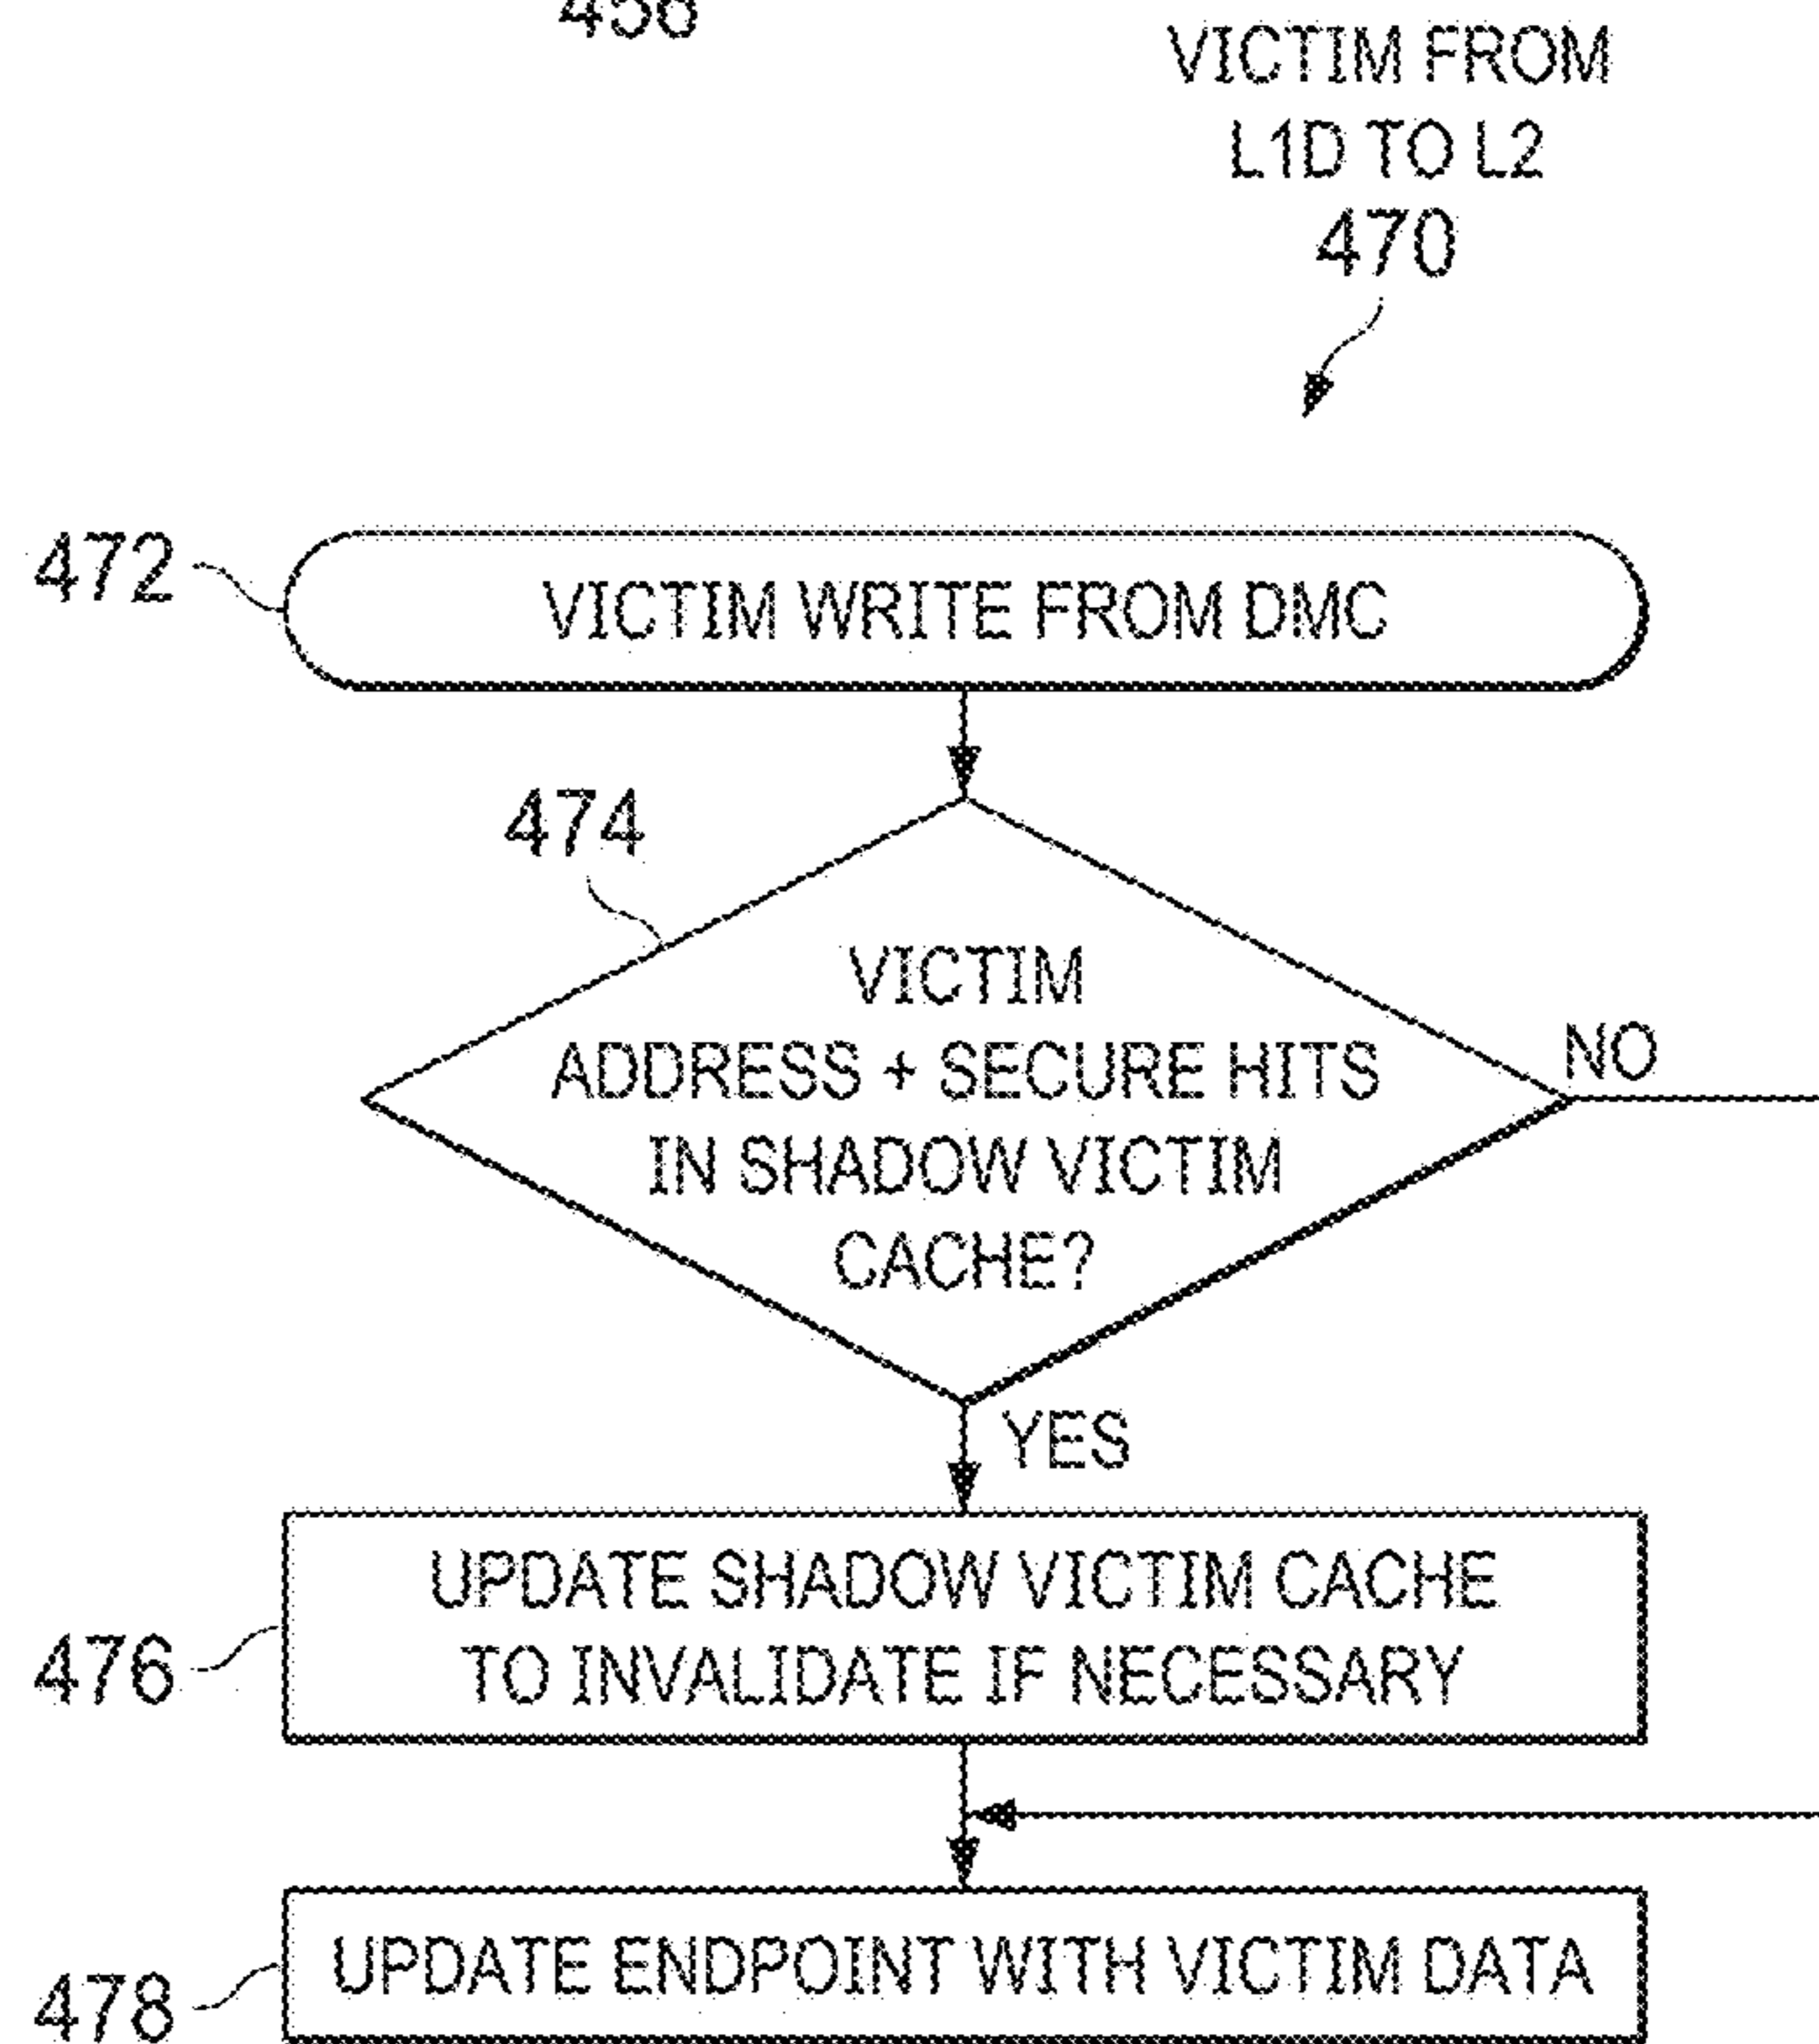 456
VICTIM FROM
L1D TO L2
470
472
VICTIM WRITE FROM DMC
474
VICTIM
ADDRESS + SECURE HITS
IN SHADOW VICTIM
CACHE?
NO
YES
476
UPDATE SHADOW VICTIM CACHE
TO INVALIDATE IF NECESSARY
478
UPDATE ENDPOINT WITH VICTIM DATA